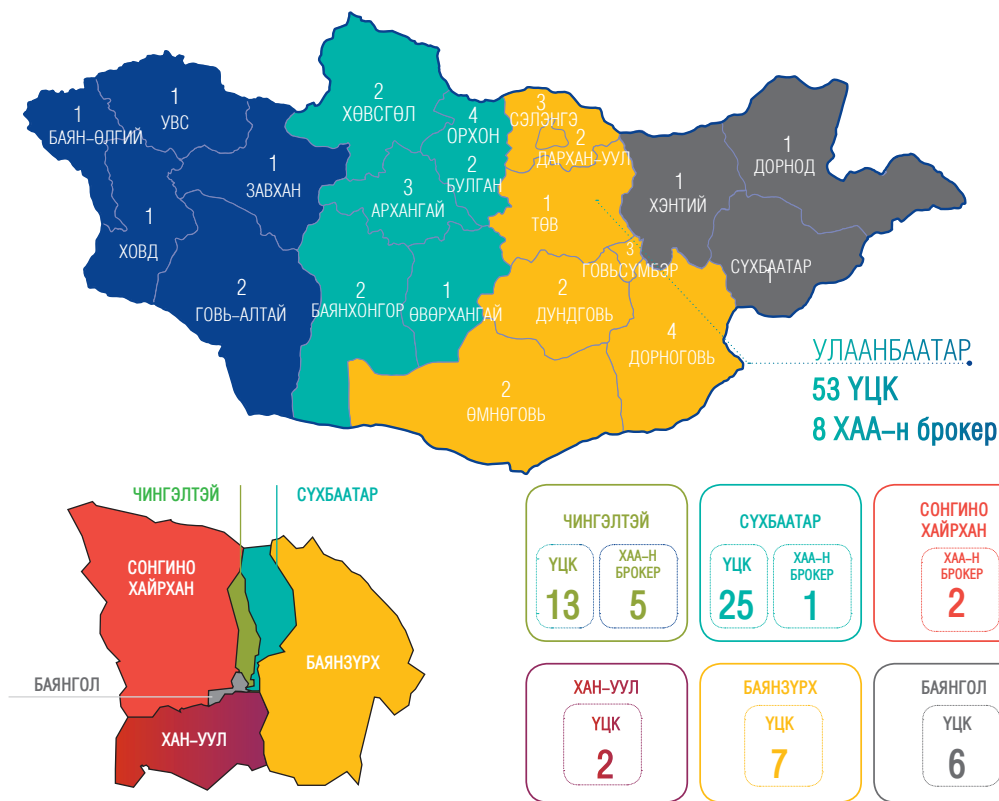 1
БАЯН-ӨЛГИЙ
1
УВС
1
ЗАВХАН
1
ХОВД
2
ГОВЬ-АЛТАЙ
2
ХӨВСГӨЛ
4
ОРХОН
2
БУЛГАН
3
АРХАНГАЙ
2
БАЯНХОНГОР
1
ӨВӨРХАНГАЙ
3
СЭЛЭНГЭ
2
ДАРХАН-УУЛ
1
ТӨВ
3
ГОВЬСҮМБЭР
2
ДУНДГОВЬ
4
ДОРНОГОВЬ
2
ӨМНӨГОВЬ
1
ХЭНТИЙ
1
ДОРНОД
СҮХБААТАР
1
УЛААНБААТАР
53 ҮЦК
8 ХАА-н брокер
ЧИНГЭЛТЭЙ
СҮХБААТАР
СОНГИНО
ХАЙРХАН
БАЯНЗҮРХ
БАЯНГОЛ
ХАН-УУЛ
ЧИНГЭЛТЭЙ
ҮЦК
13
ХАА-Н
БРОКЕР
5
СҮХБААТАР
ҮЦК
25
ХАА-Н
БРОКЕР
1
СОНГИНО
ХАЙРХАН
ХАА-Н
БРОКЕР
2
ХАН-УУЛ
ҮЦК
2
БАЯНЗҮРХ
ҮЦК
7
БАЯНГОЛ
ҮЦК
6